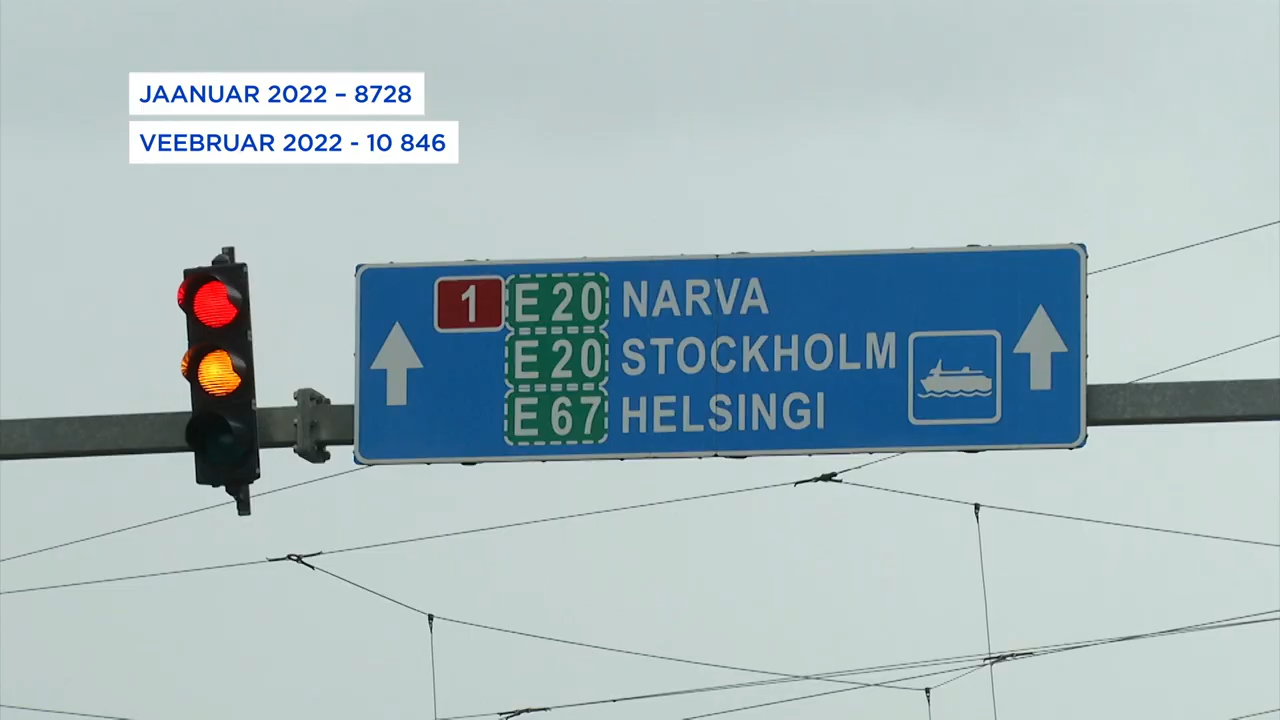 JAANUAR 2022 – 8728
VEEBRUAR 2022 - 10 846
1 E 20 NARVA
E 20 STOCKHOLM
E 67 HELSINGI